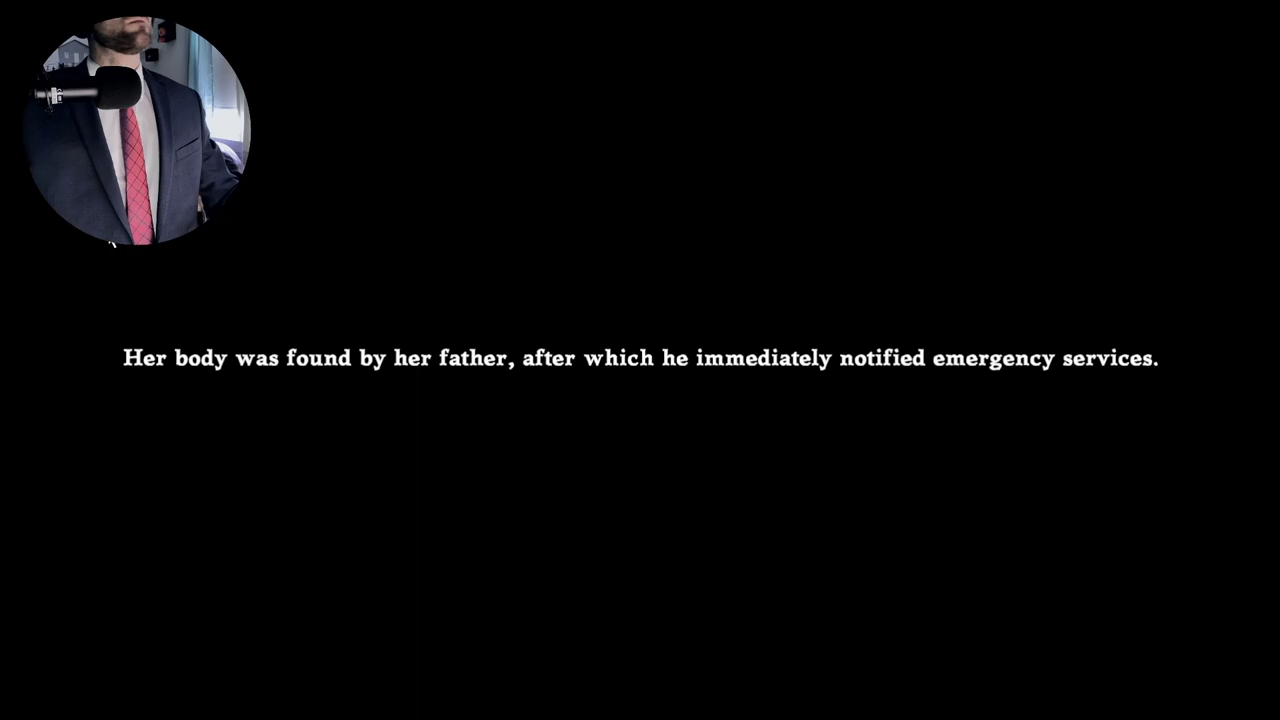 Her body was found by her father, after which he immediately notified emergency services.